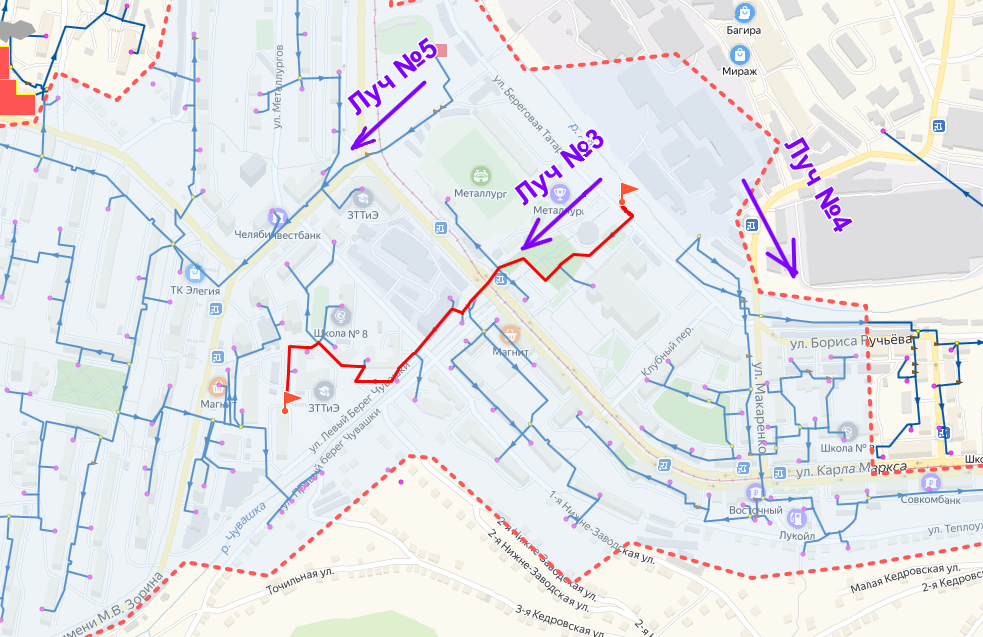 Багира
Мираж
ул. Металлургов
Луч №5
ул. Береговая Татар
р.
Луч №3
Луч №4
Металлург
Металлург
ЗТТиЭ
Челябинвестбанк
ТК Элегия
Школа № 8
Магнит
ул. Бориса Ручьёва
Клубный пер.
ул. Макаренко
Магнит
ЗТТиЭ
ул. Левый Берег Чувашки
ул. Правый берег Чувашки
Школа №
Шко
ул. Карла Маркса
Совкомбанк
Восточный
Лукойл
ул. Теплоух
р. Чувашка
1-я Нижне-Заводская ул.
2-я Нижне-Заводская ул.
2-я Нижне-Заводская ул.
Точильная ул.
имени М.В. Зорина
3-я Кедровская ул.
2-я
Малая Кедровская ул.
2-я Кедровск